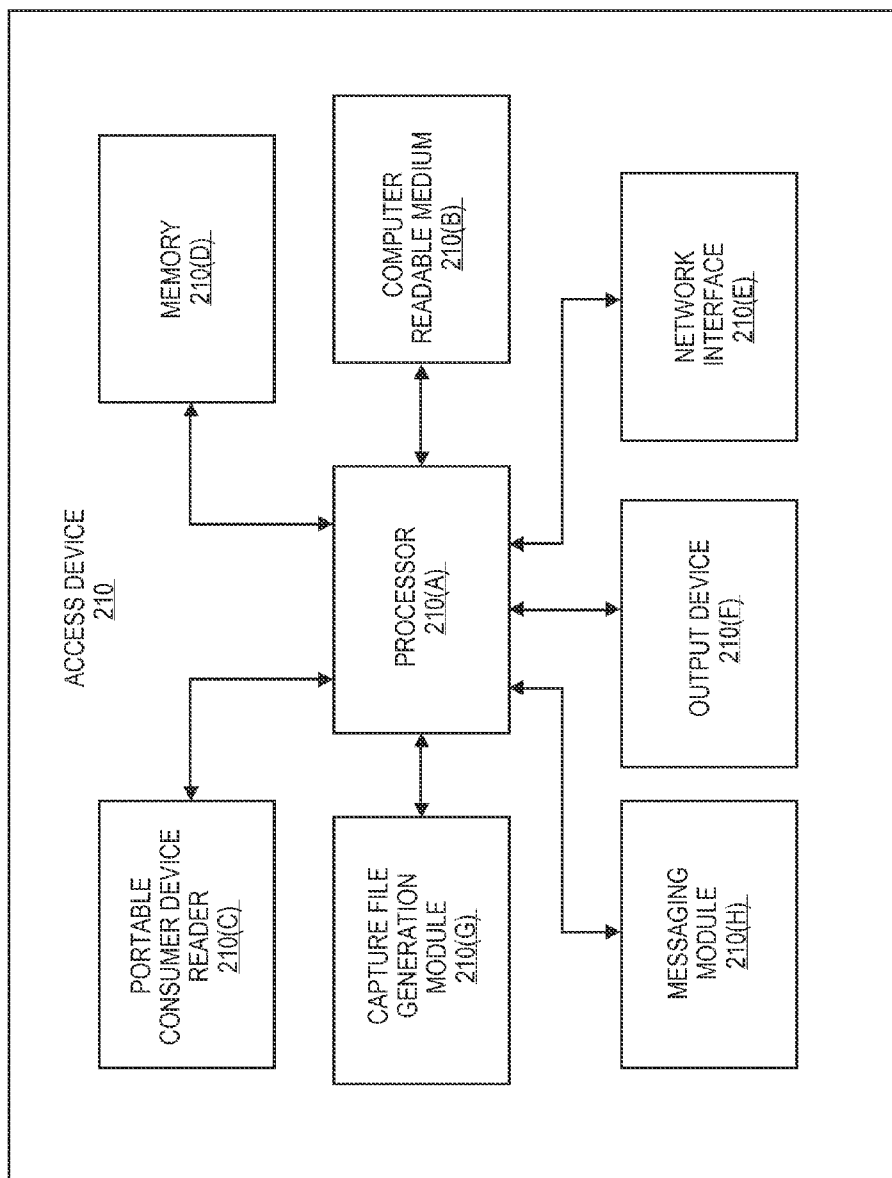 ACCESS DEVICE
210
PORTABLE
CONSUMER DEVICE
READER
210(C)
MEMORY
210(D)
CAPTURE FILE
GENERATION
MODULE
210(G)
PROCESSOR
210(A)
COMPUTER
READABLE MEDIUM
210(B)
MESSAGING
MODULE
210(H)
OUTPUT DEVICE
210(F)
NETWORK
INTERFACE
210(E)